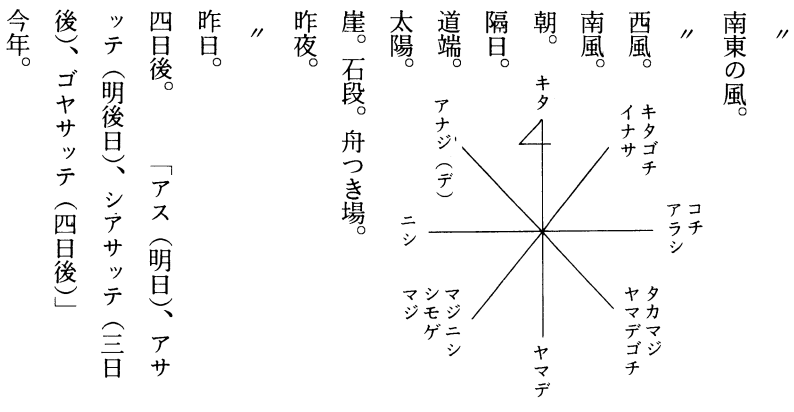 〃
南東の風。
〃
西風。
南風。
朝。
隔日。
道端。
太陽。
崖。石段。舟つき場。
昨夜。
〃
昨日。
四日後。　「アス（明日）、アサ
ッテ（明後日）、シアサッテ（三日
後）、ゴヤサッテ（四日後）」
今年。
キタ
キタゴチ
イナサ
コチ
アラシ
タカマジ
ヤマデゴチ
ヤマデ
マジニシ
シモゲ
マジ
ニシ
アナジ（デ）